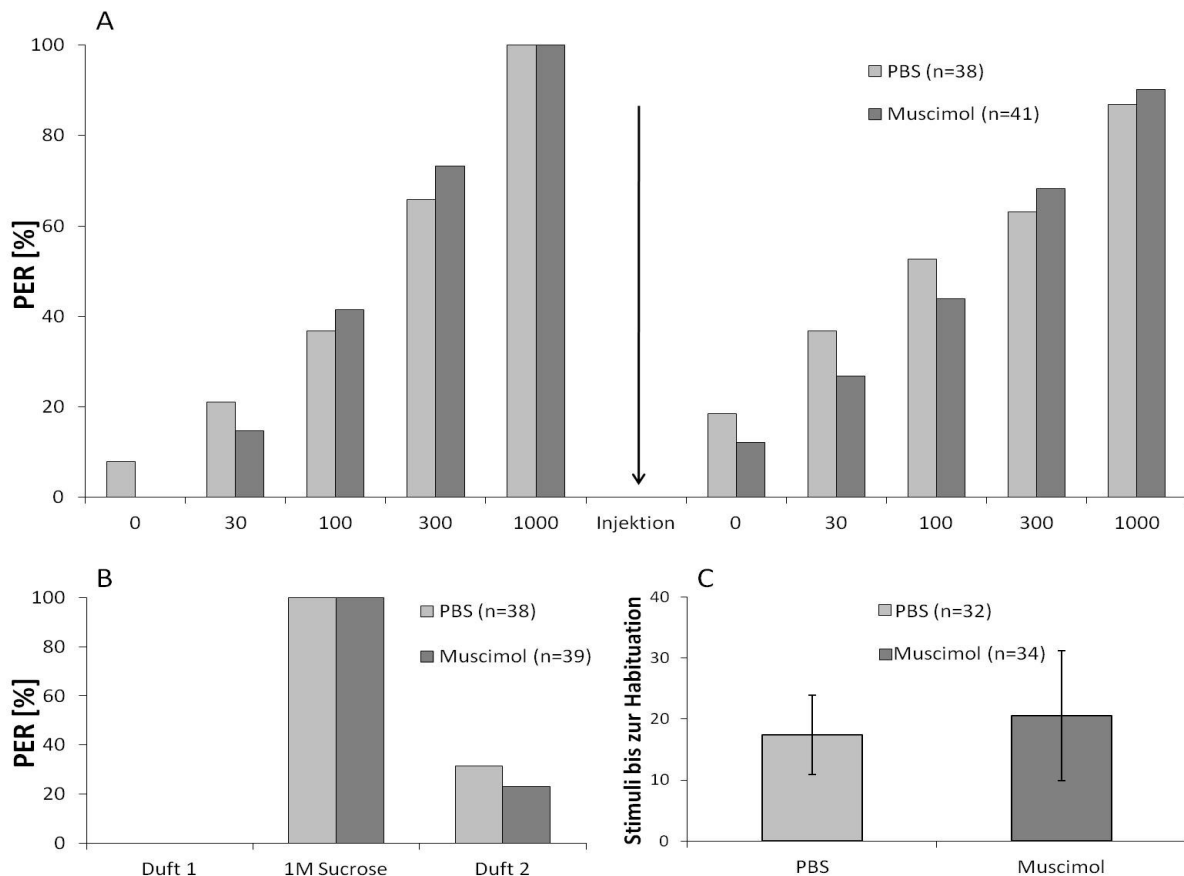 A
PER [%]
100
80
60
40
20
0
PBS (n=38)
Muscimol (n=41)
0 30 100 300 1000 Injektion 0 30 100 300 1000
B
PER [%]
100
80
60
40
20
0
PBS (n=38)
Muscimol (n=39)
Duft 1 1M Sucrose Duft 2
C
Stimuli bis zur Habituation
40
30
20
10
0
PBS (n=32)
Muscimol (n=34)
PBS Muscimol